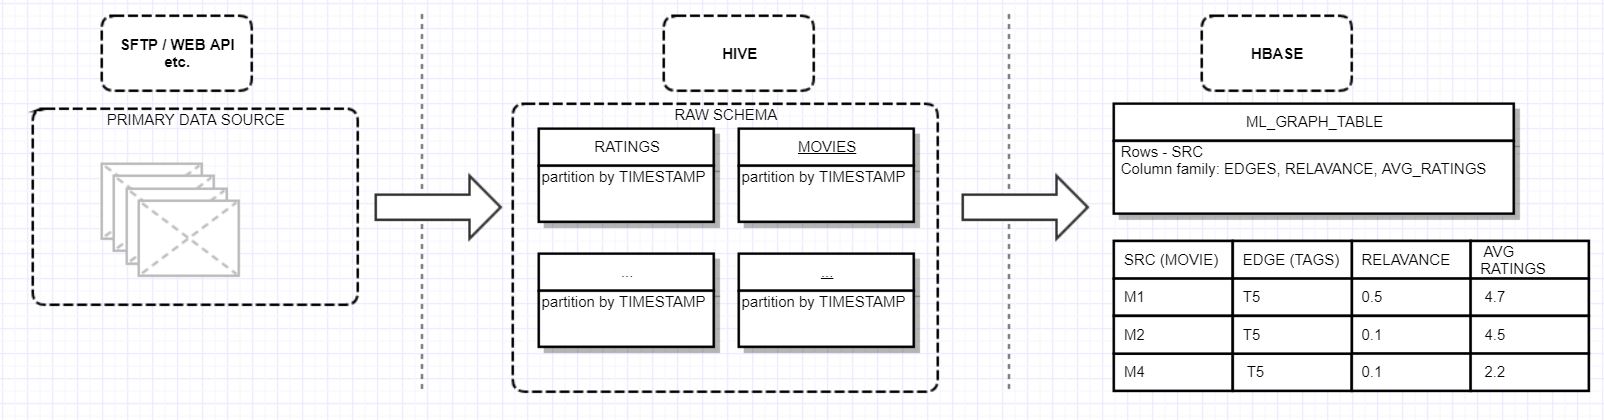 SFTP / WEB API
etc.
PRIMARY DATA SOURCE
HIVE
RAW SCHEMA
RATINGS
partition by TIMESTAMP
MOVIES
partition by TIMESTAMP
...
partition by TIMESTAMP
...
partition by TIMESTAMP
HBASE
ML_GRAPH_TABLE
Rows - SRC
Column family: EDGES, RELAVANCE, AVG_RATINGS
SRC (MOVIE) EDGE (TAGS) RELAVANCE AVG
RATINGS
M1 T5 0.5 4.7
M2 T5 0.1 4.5
M4 T5 0.1 2.2